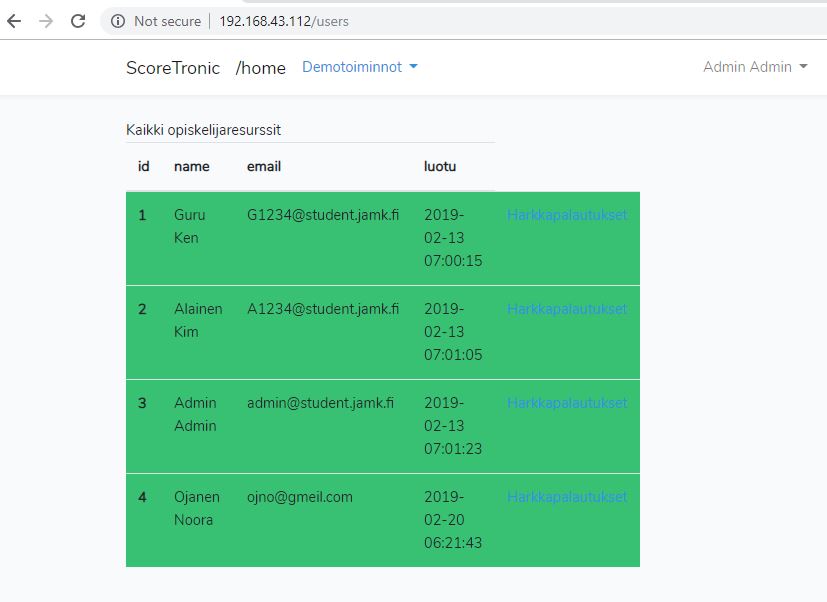 Not secure | 192.168.43.112/users
ScoreTronic /home Demotoiminnot Admin Admin
Kaikki opiskelijaresurssit
id name email luotu
1 Guru G1234@student.jamk.fi 2019- Harkkapalautukset
Ken 02-13
07:00:15
2 Alainen A1234@student.jamk.fi 2019- Harkkapalautukset
Kim 02-13
07:01:05
3 Admin admin@student.jamk.fi 2019- Harkkapalautukset
Admin 02-13
07:01:23
4 Ojanen ojno@gmeil.com 2019- Harkkapalautukset
Noora 02-20
06:21:43